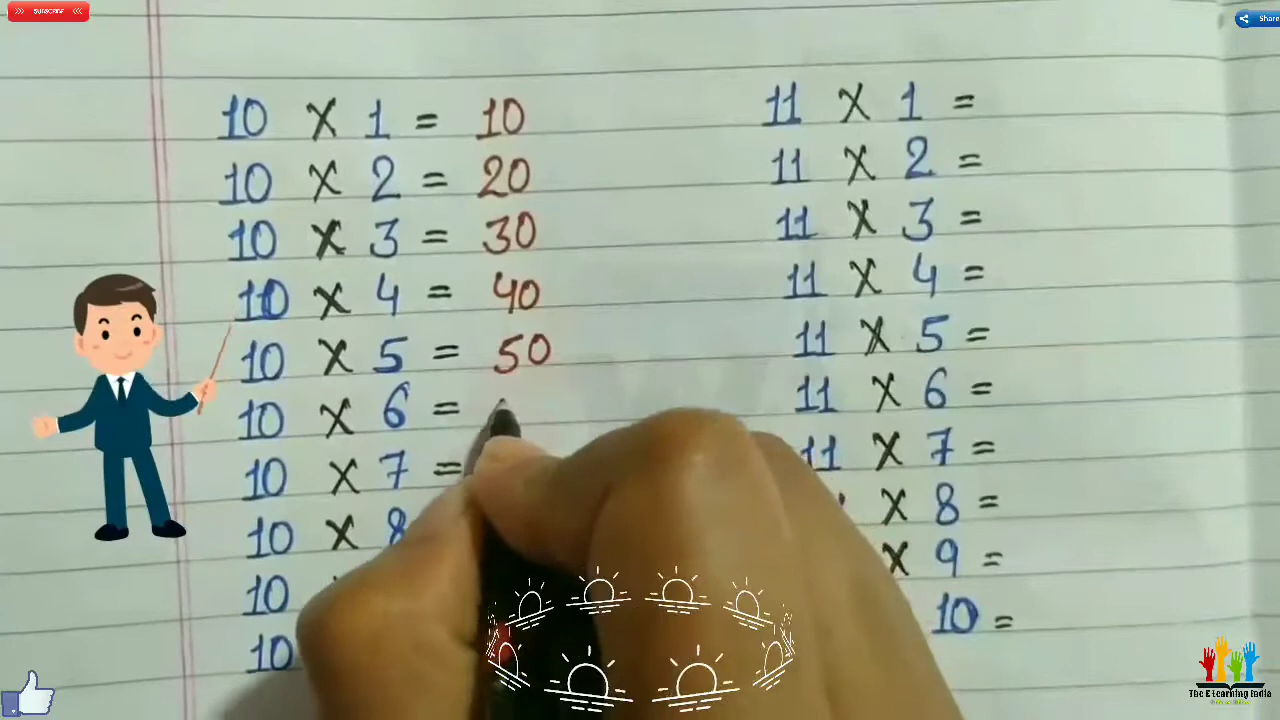 SUBSCRIBE
Share
10 X 1 = 10
10 X 2 = 20
10 X 3 = 30
10 X 4 = 40
10 X 5 = 50
10 X 6 =
10 X 7 =
10 X 8
10
10
11 X 1 =
11 X 2 =
11 X 3 =
11 X 4 =
11 X 5 =
11 X 6 =
11 X 7 =
X 8 =
X 9 =
10 =
The E Learning India